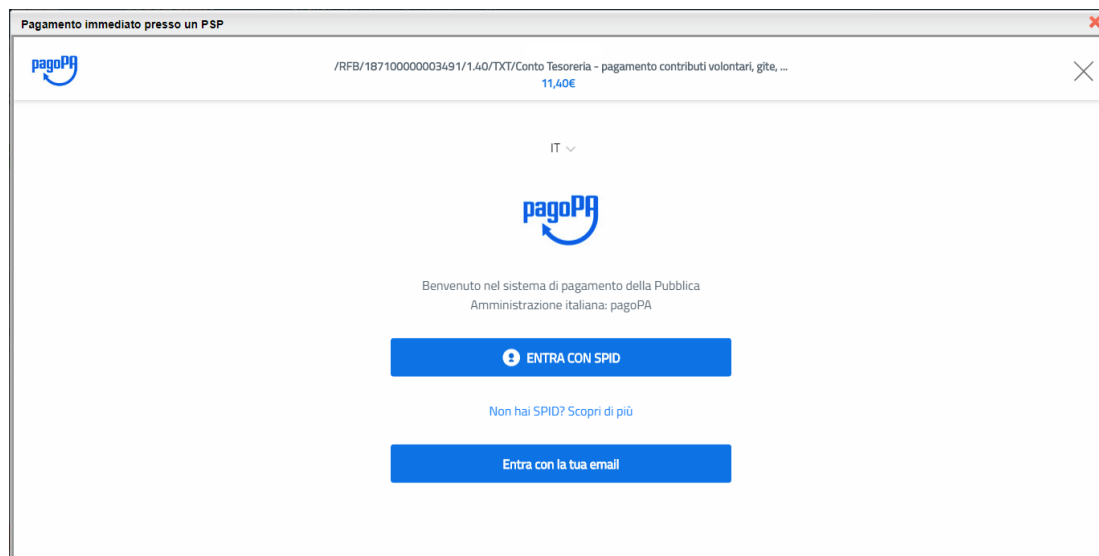 Pagamento immediato presso un PSP
pagoPA
/RFB/187100000003491/1.40/TXT/Conto Tesoreria - pagamento contributi volontari, gite, ...
11,40€
IT
pagoPA
Benvenuto nel sistema di pagamento della Pubblica
Amministrazione italiana: pagoPA
ENTRA CON SPID
Non hai SPID? Scopri di più
Entra con la tua email